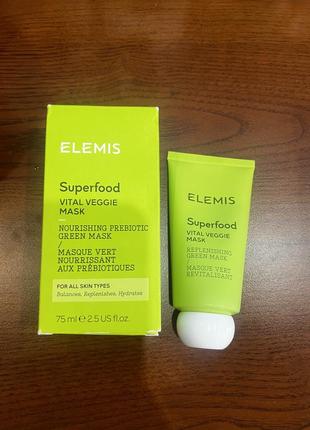 ELEMIS
Superfood
VITAL VEGGIE
MASK
NOURISHING PREBIOTIC
GREEN MASK
/
MASQUE VERT
NOURRISSANT
AUX PRÉBIOTIQUES
FOR ALL SKIN TYPES
Balances, Replenishes, Hydrates
75 ml e 2.5 US fl.oz.
ELEMIS
Superfood
VITAL VEGGIE
MASK
REPLENISHING
GREEN MASK
/
MASQUE VERT
REVITALISANT